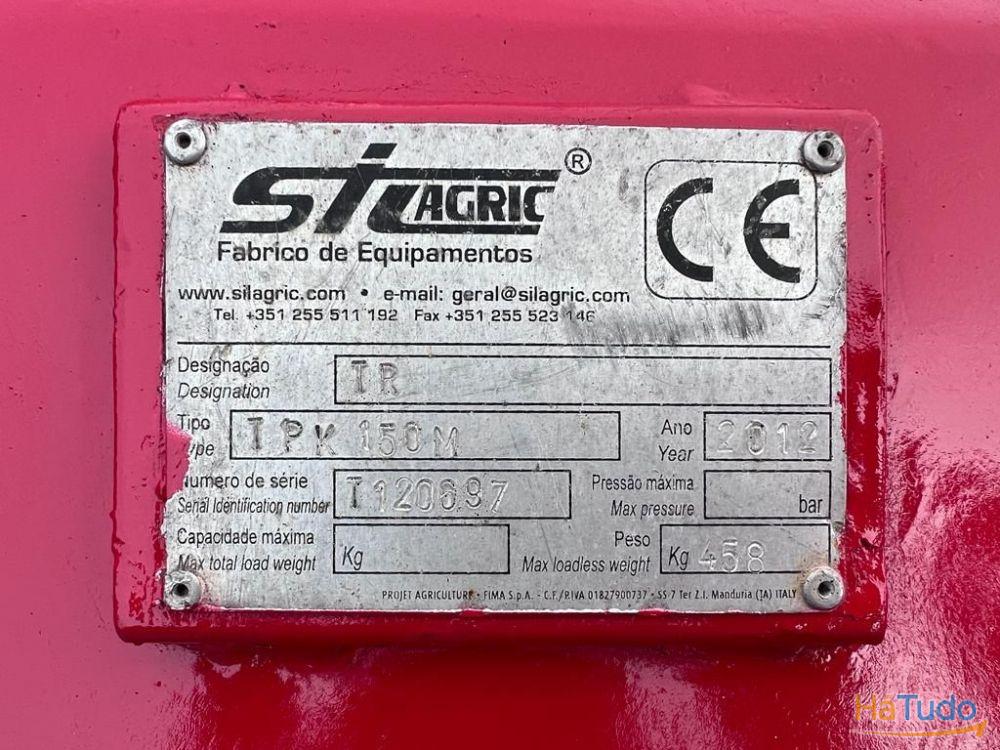 STILAGRIC ®
CE
Fabrico de Equipamentos
www.silagric.com • e-mail: geral@silagric.com
Tel. +351 255 511 192 Fax +351 255 523 146
Designação
Designation
TR
Tipo
Type
TPK 150M
Ano
Year
2012
Numero de série
Serial Identification number
T120697
Pressão máxima
Max pressure
bar
Capacidade máxima
Max total load weight
Kg
Peso
Max loadless weight
Kg 458
PROJET AGRICULTURE • FIMA S.p.A. - C.F./P.IVA 01827900737 • SS 7 Ter Z.I. Manduria (TA) ITALY
HáTudo